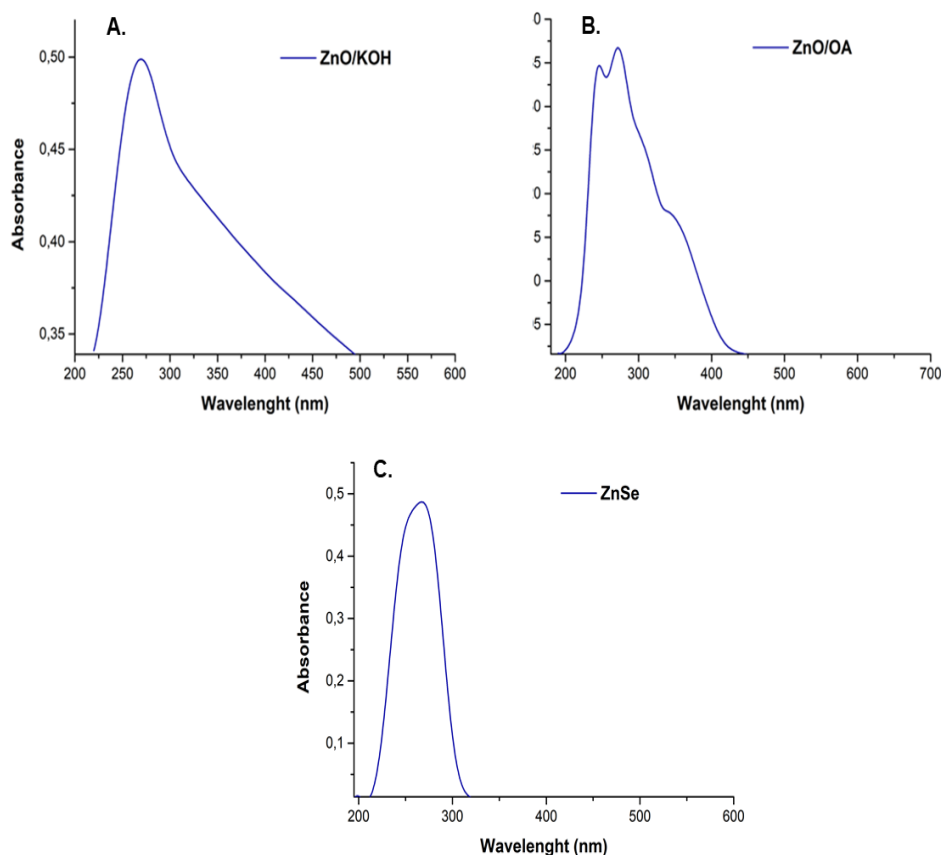 A.
ZnO/KOH
0,50
0,45
0,40
0,35
Absorbance
200 250 300 350 400 450 500 550 600
Wavelenght (nm)
B.
ZnO/OA
0
5
0
5
0
5
0
5
200 300 400 500 600 700
Wavelenght (nm)
C.
ZnSe
0,5
0,4
0,3
0,2
0,1
Absorbance
200 300 400 500 600
Wavelenght (nm)